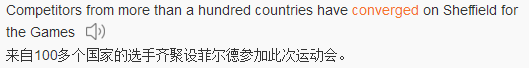 Competitors from more than a hundred countries have converged on Sheffield for
the Games
来自100多个国家的选手齐聚设菲尔德参加此次运动会。